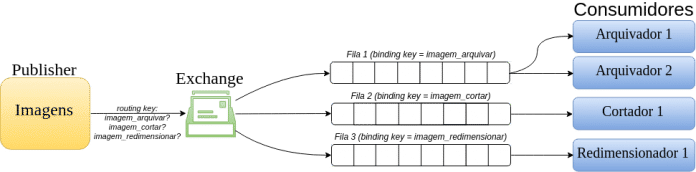 Consumidores
Publisher
Imagens
routing key:
imagem_arquivar?
imagem_cortar?
imagem_redimensionar?
Exchange
Fila 1 (binding key = imagem_arquivar)
Fila 2 (binding key = imagem_cortar)
Fila 3 (binding key = imagem_redimensionar)
Arquivador 1
Arquivador 2
Cortador 1
Redimensionador 1